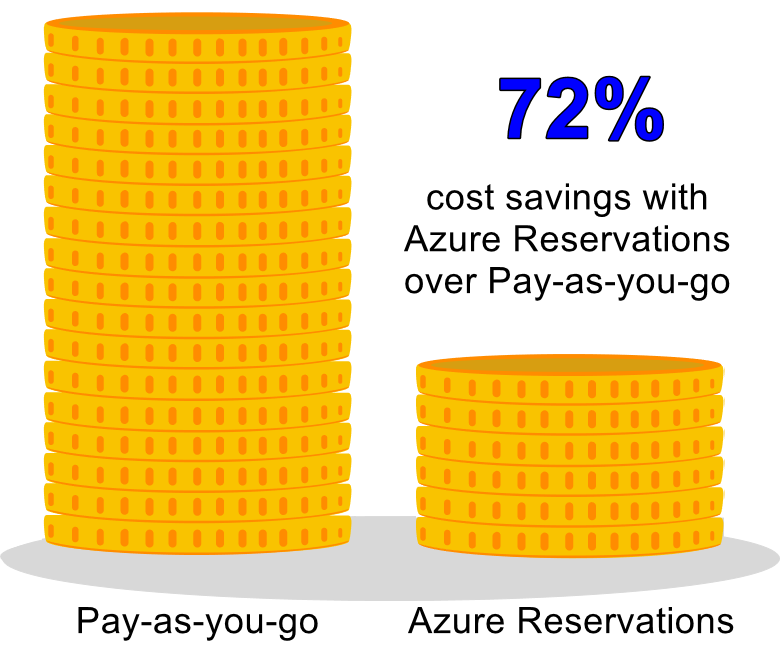 72%
cost savings with
Azure Reservations
over Pay-as-you-go
Pay-as-you-go
Azure Reservations